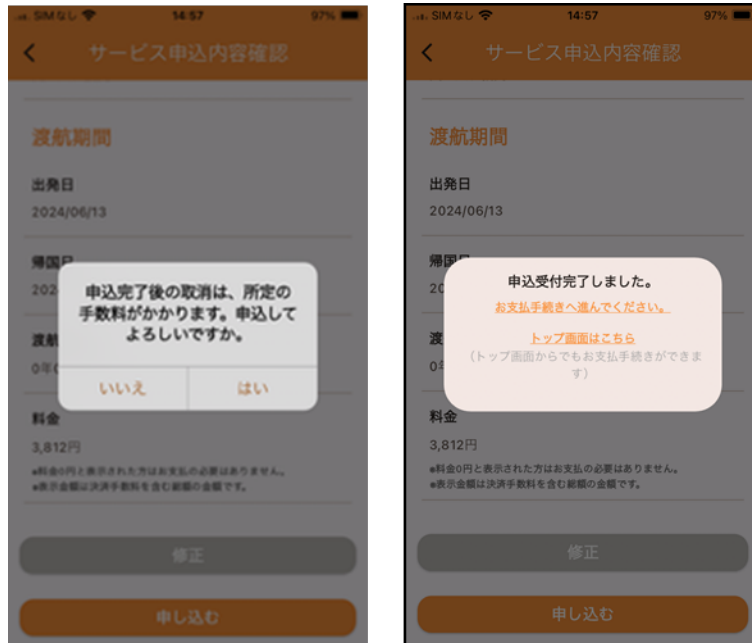 SIMなし
14:57
97%
サービス申込内容確認
渡航期間
出発日
2024/06/13
帰国日
202
申込完了後の取消は、所定の
手数料がかかります。申込して
よろしいですか。
渡航
いいえ
はい
料金
3,812円
●料金0円と表示された方はお支払の必要はありません。
●表示金額は決済手数料を含む総額の金額です。
修正
申し込む
SIMなし
14:57
97%
サービス申込内容確認
渡航期間
出発日
2024/06/13
帰国
20
申込受付完了しました。
お支払手続きへ進んでください。
渡
トップ画面はこちら
(トップ画面からでもお支払手続きができま
す)
料金
3,812円
●料金0円と表示された方はお支払の必要はありません。
●表示金額は決済手数料を含む総額の金額です。
修正
申し込む